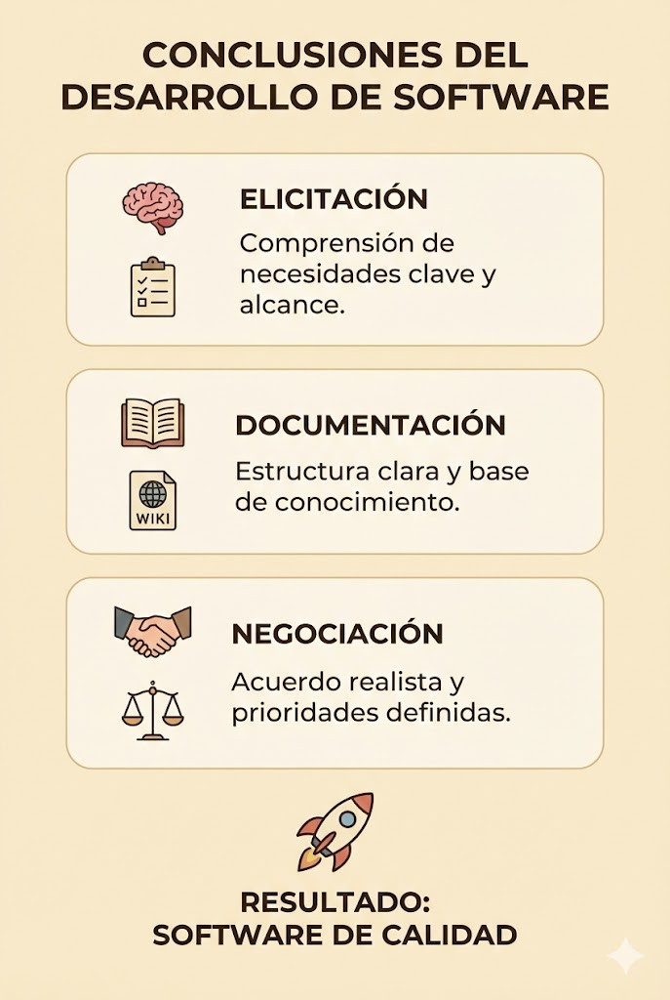 CONCLUSIONES DEL
DESARROLLO DE SOFTWARE
ELICITACIÓN
Comprensión de
necesidades clave y
alcance.
DOCUMENTACIÓN
Estructura clara y base
de conocimiento.
WIKI
NEGOCIACIÓN
Acuerdo realista y
prioridades definidas.
RESULTADO:
SOFTWARE DE CALIDAD